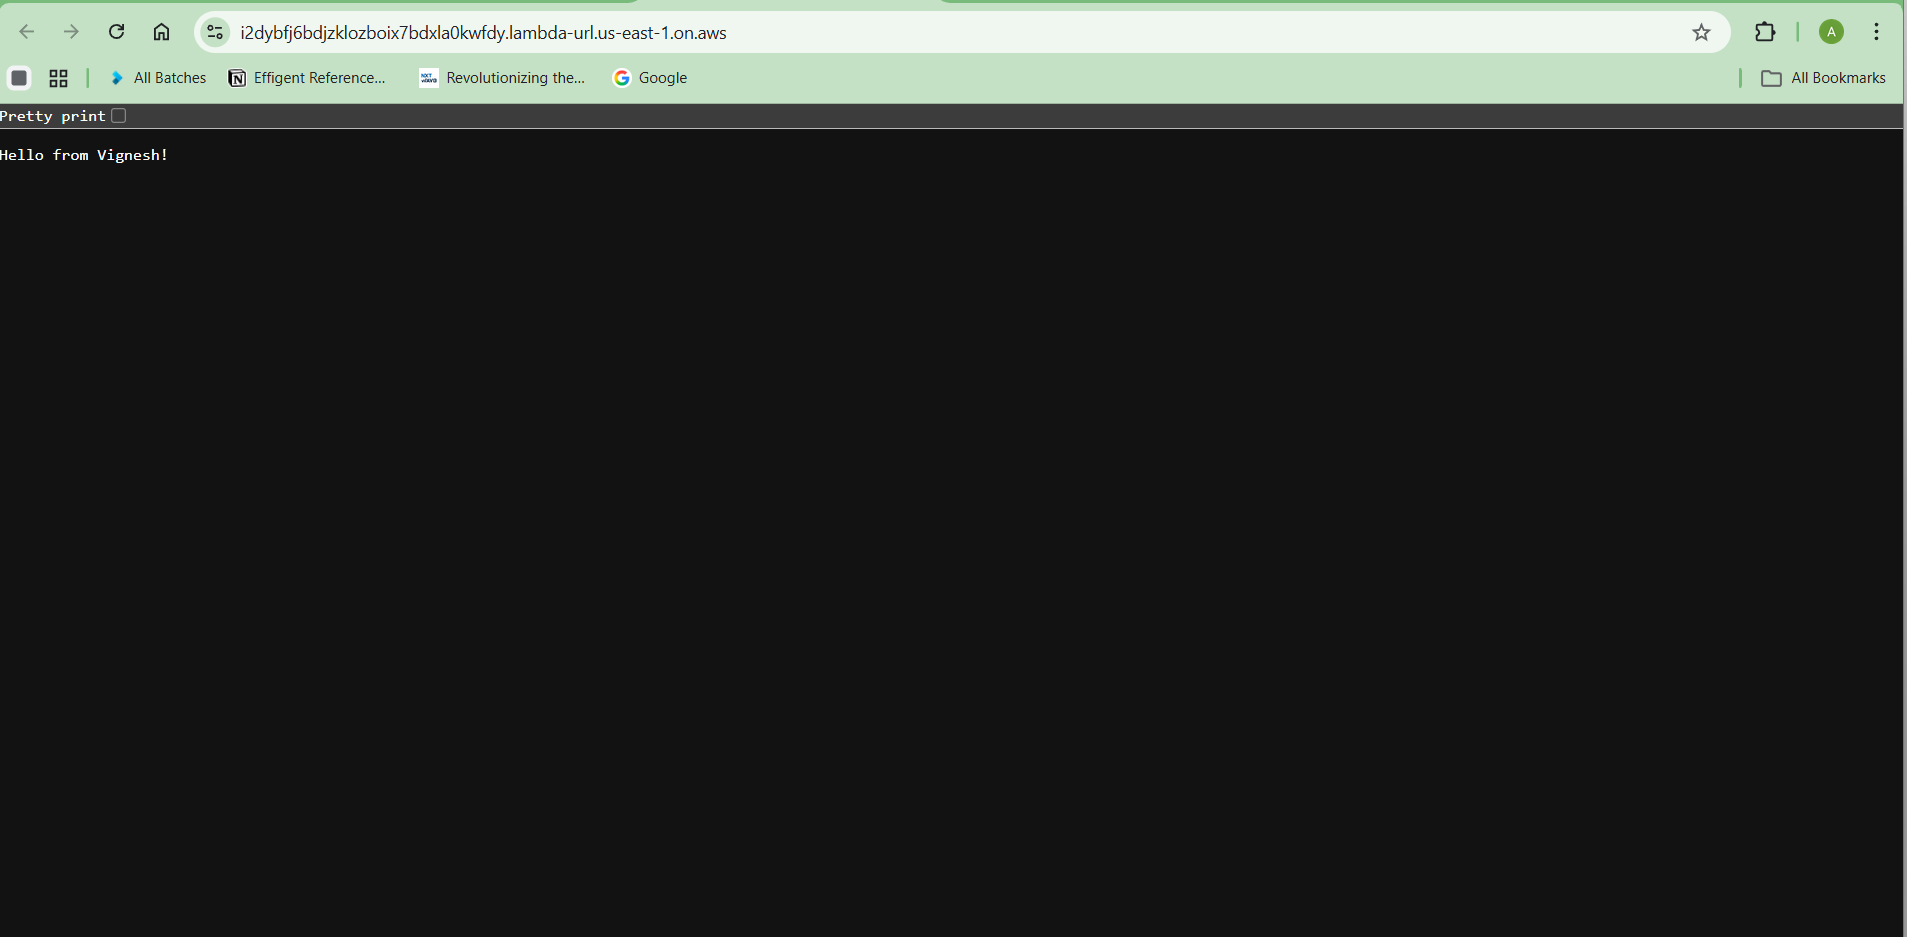 i2dybfj6bdjzklozboix7bdxla0kwfdy.lambda-url.us-east-1.on.aws
A
All Batches Effigent Reference... Revolutionizing the... Google All Bookmarks
Pretty print
Hello from Vignesh!